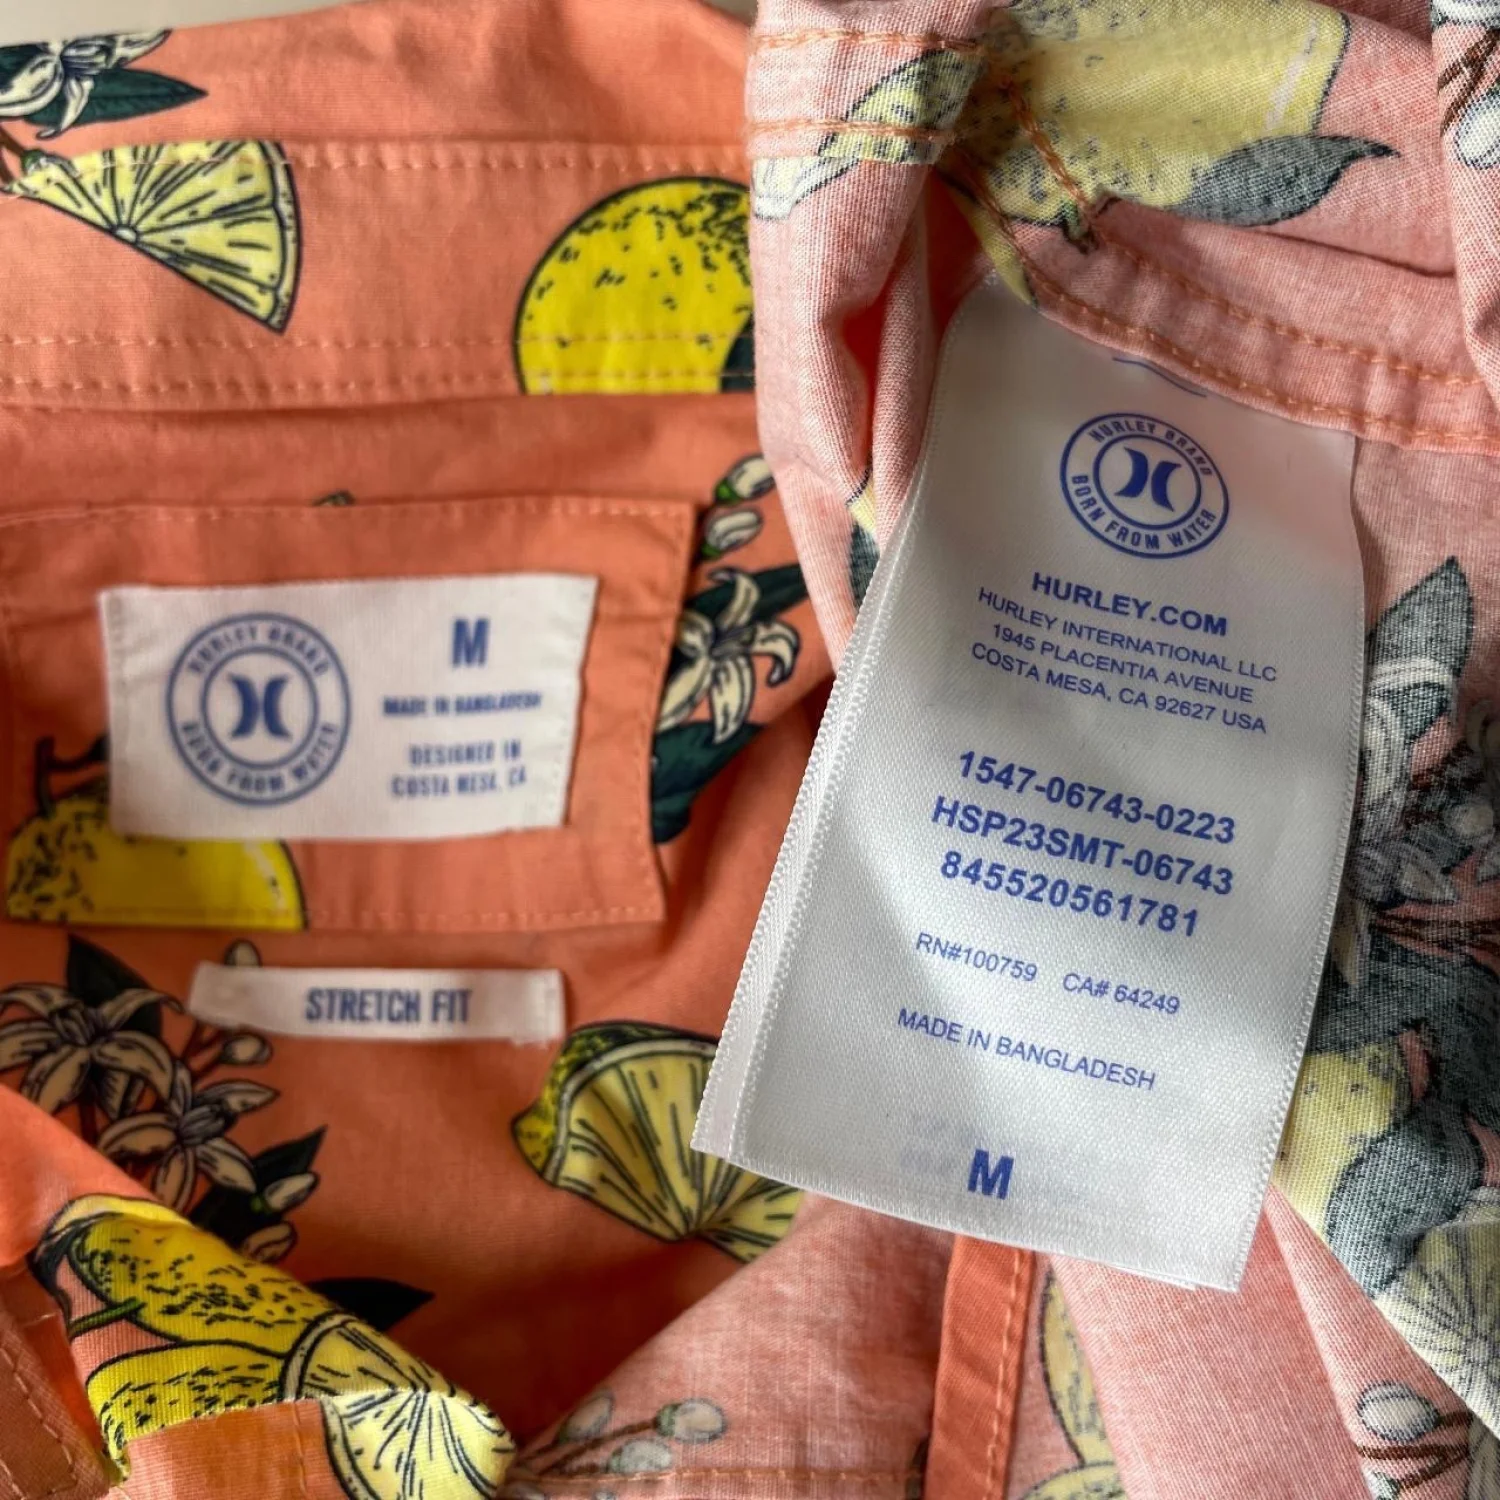 HURLEY BRAND
BORN FROM WATER
M
MADE IN BANGLADESH
DESIGNED IN
COSTA MESA, CA
STRETCH FIT
HURLEY BRAND
BORN FROM WATER
HURLEY.COM
HURLEY INTERNATIONAL LLC
1945 PLACENTIA AVENUE
COSTA MESA, CA 92627 USA
1547-06743-0223
HSP23SMT-06743
845520561781
RN#100759 CA# 64249
MADE IN BANGLADESH
M